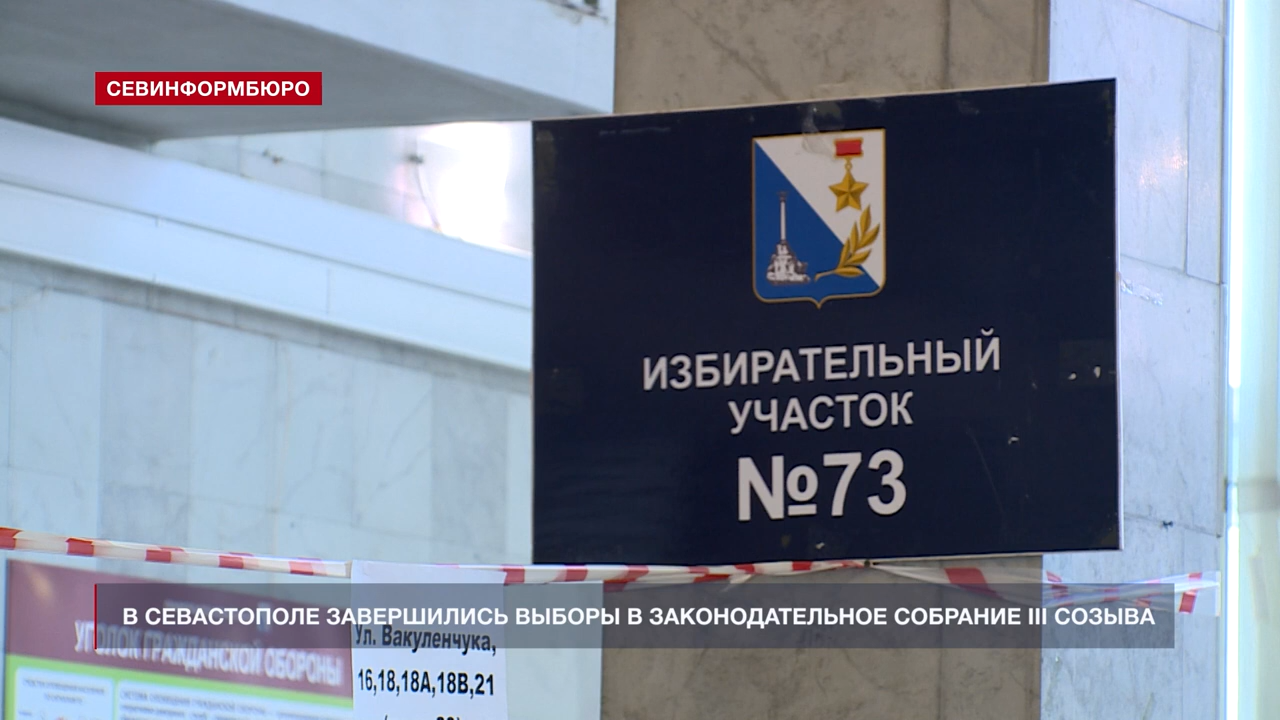 СЕВИНФОРМБЮРО
ИЗБИРАТЕЛЬНЫЙ
УЧАСТОК
№73
В СЕВАСТОПОЛЕ ЗАВЕРШИЛИСЬ ВЫБОРЫ В ЗАКОНОДАТЕЛЬНОЕ СОБРАНИЕ III СОЗЫВА
УГОЛОК ГРАЖДАНСКОЙ ОБОРОНЫ
Ул. Вакуленчука,
16,18,18А,18В,21